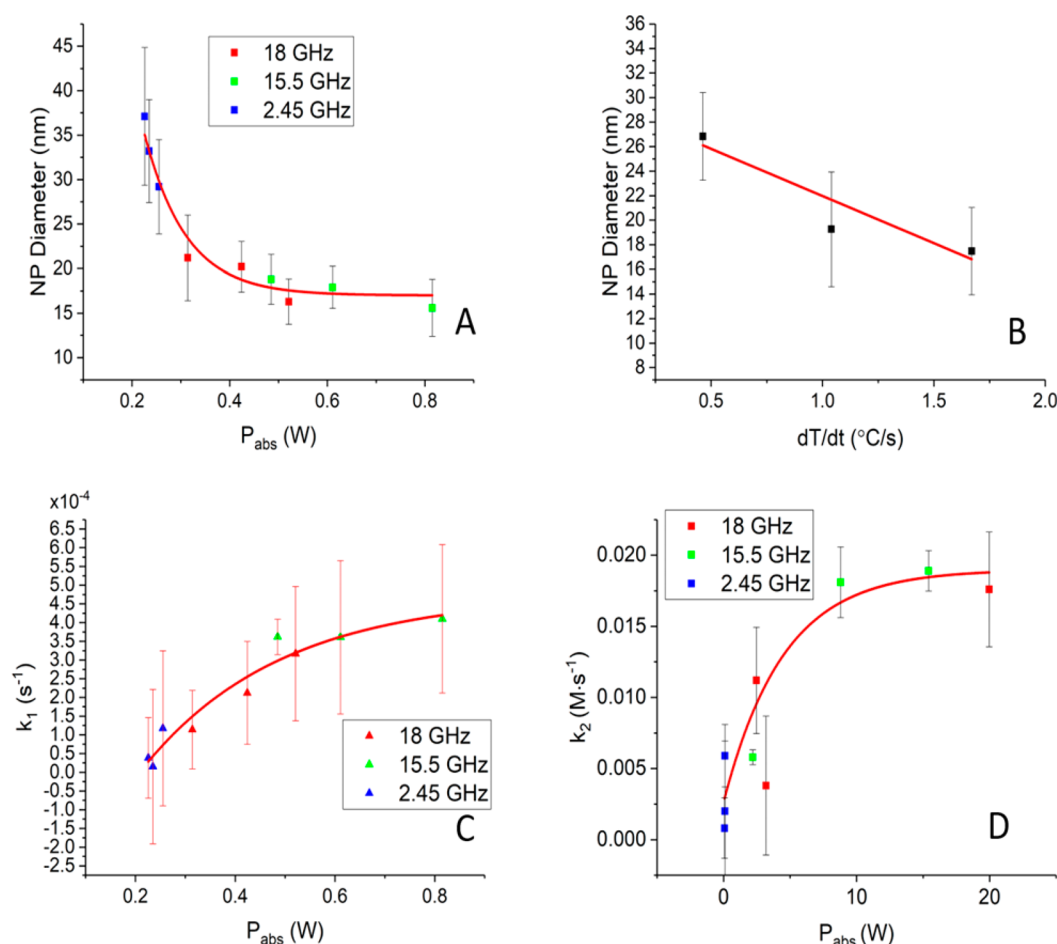 45
40
35
30
25
20
15
10
NP Diameter (nm)
18 GHz
15.5 GHz
2.45 GHz
A
0.2 0.4 0.6 0.8
P_abs (W)
36
34
32
30
28
26
24
22
20
18
16
14
12
10
8
NP Diameter (nm)
B
0.5 1.0 1.5 2.0
dT/dt (°C/s)
x10⁻⁴
6.5
6.0
5.5
5.0
4.5
4.0
3.5
3.0
2.5
2.0
1.5
1.0
0.5
0.0
-0.5
-1.0
-1.5
-2.0
-2.5
k₁ (s⁻¹)
18 GHz
15.5 GHz
2.45 GHz
C
0.2 0.4 0.6 0.8
P_abs (W)
18 GHz
15.5 GHz
2.45 GHz
0.020
0.015
0.010
0.005
0.000
k₂ (M·s⁻¹)
D
0 10 20
P_abs (W)